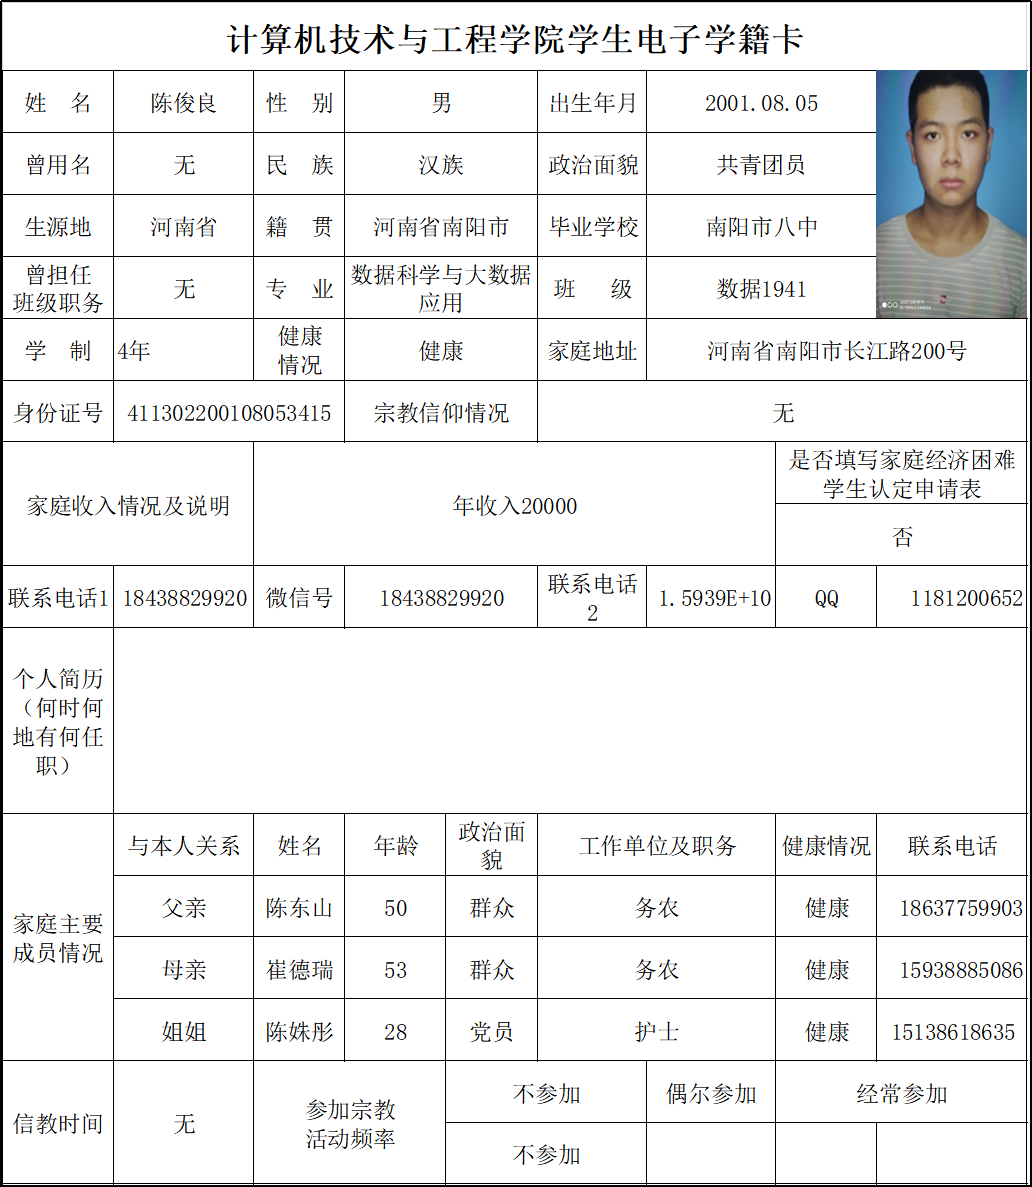 计算机技术与工程学院学生电子学籍卡
姓 名 陈俊良 性 别 男 出生年月 2001.08.05
曾用名 无 民 族 汉族 政治面貌 共青团员
生源地 河南省 籍 贯 河南省南阳市 毕业学校 南阳市八中
曾担任
班级职务 无 专 业 数据科学与大数据
应用 班 级 数据1941
学 制 4年 健康
情况 健康 家庭地址 河南省南阳市长江路200号
身份证号 411302200108053415 宗教信仰情况 无
家庭收入情况及说明 年收入20000 是否填写家庭经济困难
学生认定申请表
否
联系电话1 18438829920 微信号 18438829920 联系电话
2 1.5939E+10 QQ 1181200652
个人简历
（何时何
地有何任
职）
家庭主要
成员情况
与本人关系 姓名 年龄 政治面
貌 工作单位及职务 健康情况 联系电话
父亲 陈东山 50 群众 务农 健康 18637759903
母亲 崔德瑞 53 群众 务农 健康 15938885086
姐姐 陈姝彤 28 党员 护士 健康 15138618635
信教时间 无 参加宗教
活动频率 不参加 偶尔参加 经常参加
不参加